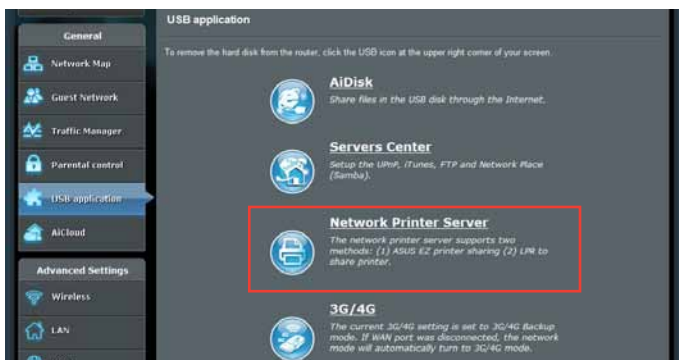 General
Network Map
Guest Network
Traffic Manager
Parental control
USB application
AiCloud
Advanced Settings
Wireless
LAN
USB application
To remove the hard disk from the router, click the USB icon at the upper right corner of your screen.
AiDisk
Share files in the USB disk through the Internet.
Servers Center
Setup the UPnP, iTunes, FTP and Network Place
(Samba).
Network Printer Server
The network printer server supports two
methods: (1) ASUS EZ printer sharing (2) LPR to
share printer.
3G/4G
The current 3G/4G setting is set to 3G/4G Backup
mode. If WAN port was disconnected, the network
mode will automatically turn to 3G/4G mode.